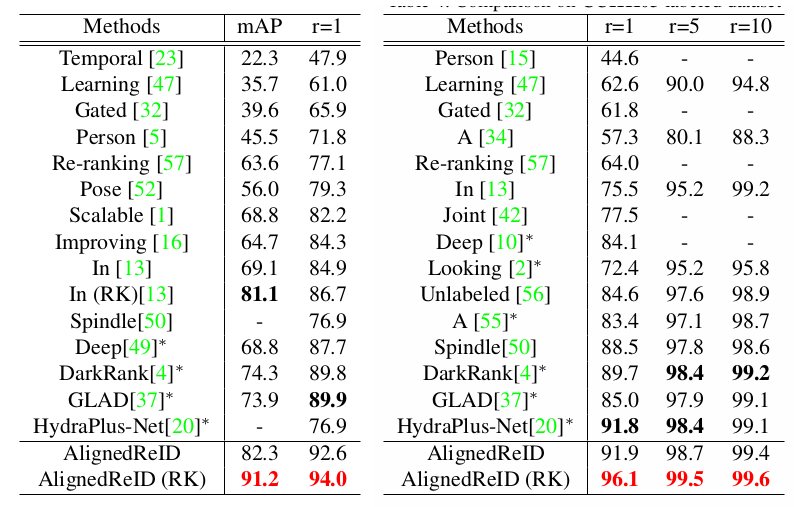 Methods mAP r=1
Temporal [23] 22.3 47.9
Learning [47] 35.7 61.0
Gated [32] 39.6 65.9
Person [5] 45.5 71.8
Re-ranking [57] 63.6 77.1
Pose [52] 56.0 79.3
Scalable [1] 68.8 82.2
Improving [16] 64.7 84.3
In [13] 69.1 84.9
In (RK)[13] 81.1 86.7
Spindle[50] - 76.9
Deep[49]* 68.8 87.7
DarkRank[4]* 74.3 89.8
GLAD[37]* 73.9 89.9
HydraPlus-Net[20]* - 76.9
AlignedReID 82.3 92.6
AlignedReID (RK) 91.2 94.0
Methods r=1 r=5 r=10
Person [15] 44.6 - -
Learning [47] 62.6 90.0 94.8
Gated [32] 61.8 - -
A [34] 57.3 80.1 88.3
Re-ranking [57] 64.0 - -
In [13] 75.5 95.2 99.2
Joint [42] 77.5 - -
Deep [10]* 84.1 - -
Looking [2]* 72.4 95.2 95.8
Unlabeled [56] 84.6 97.6 98.9
A [55]* 83.4 97.1 98.7
Spindle[50] 88.5 97.8 98.6
DarkRank[4]* 89.7 98.4 99.2
GLAD[37]* 85.0 97.9 99.1
HydraPlus-Net[20]* 91.8 98.4 99.1
AlignedReID 91.9 98.7 99.4
AlignedReID (RK) 96.1 99.5 99.6